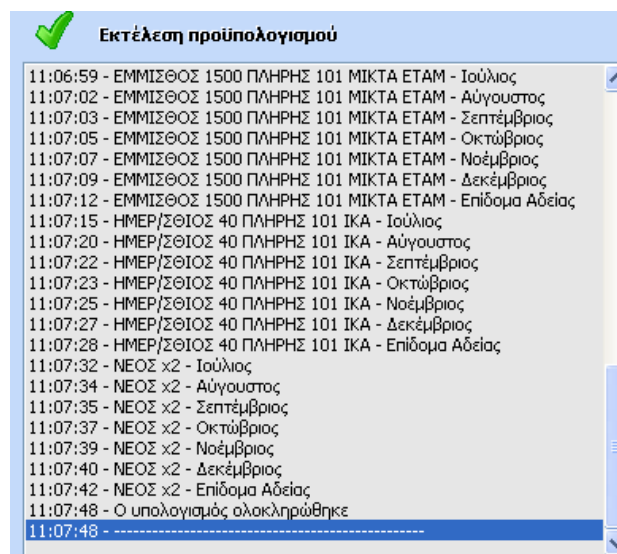 Εκτέλεση προϋπολογισμού
11:06:59 - ΕΜΜΙΣΘΟΣ 1500 ΠΛΗΡΗΣ 101 ΜΙΚΤΑ ΕΤΑΜ - Ιούλιος
11:07:02 - ΕΜΜΙΣΘΟΣ 1500 ΠΛΗΡΗΣ 101 ΜΙΚΤΑ ΕΤΑΜ - Αύγουστος
11:07:03 - ΕΜΜΙΣΘΟΣ 1500 ΠΛΗΡΗΣ 101 ΜΙΚΤΑ ΕΤΑΜ - Σεπτέμβριος
11:07:05 - ΕΜΜΙΣΘΟΣ 1500 ΠΛΗΡΗΣ 101 ΜΙΚΤΑ ΕΤΑΜ - Οκτώβριος
11:07:07 - ΕΜΜΙΣΘΟΣ 1500 ΠΛΗΡΗΣ 101 ΜΙΚΤΑ ΕΤΑΜ - Νοέμβριος
11:07:09 - ΕΜΜΙΣΘΟΣ 1500 ΠΛΗΡΗΣ 101 ΜΙΚΤΑ ΕΤΑΜ - Δεκέμβριος
11:07:12 - ΕΜΜΙΣΘΟΣ 1500 ΠΛΗΡΗΣ 101 ΜΙΚΤΑ ΕΤΑΜ - Επίδομα Αδείας
11:07:15 - ΗΜΕΡ/ΣΘΙΟΣ 40 ΠΛΗΡΗΣ 101 ΙΚΑ - Ιούλιος
11:07:20 - ΗΜΕΡ/ΣΘΙΟΣ 40 ΠΛΗΡΗΣ 101 ΙΚΑ - Αύγουστος
11:07:22 - ΗΜΕΡ/ΣΘΙΟΣ 40 ΠΛΗΡΗΣ 101 ΙΚΑ - Σεπτέμβριος
11:07:23 - ΗΜΕΡ/ΣΘΙΟΣ 40 ΠΛΗΡΗΣ 101 ΙΚΑ - Οκτώβριος
11:07:25 - ΗΜΕΡ/ΣΘΙΟΣ 40 ΠΛΗΡΗΣ 101 ΙΚΑ - Νοέμβριος
11:07:27 - ΗΜΕΡ/ΣΘΙΟΣ 40 ΠΛΗΡΗΣ 101 ΙΚΑ - Δεκέμβριος
11:07:28 - ΗΜΕΡ/ΣΘΙΟΣ 40 ΠΛΗΡΗΣ 101 ΙΚΑ - Επίδομα Αδείας
11:07:32 - ΝΕΟΣ x2 - Ιούλιος
11:07:34 - ΝΕΟΣ x2 - Αύγουστος
11:07:35 - ΝΕΟΣ x2 - Σεπτέμβριος
11:07:37 - ΝΕΟΣ x2 - Οκτώβριος
11:07:39 - ΝΕΟΣ x2 - Νοέμβριος
11:07:40 - ΝΕΟΣ x2 - Δεκέμβριος
11:07:42 - ΝΕΟΣ x2 - Επίδομα Αδείας
11:07:48 - Ο υπολογισμός ολοκληρώθηκε
11:07:48 - -------------------------------------------------